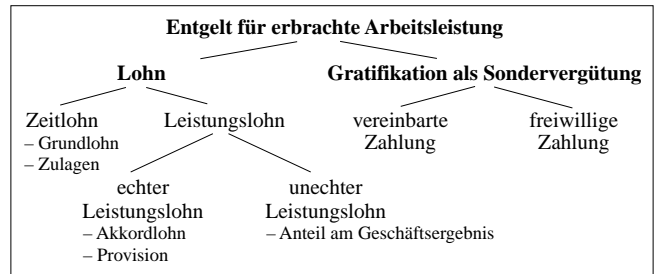 Entgelt für erbrachte Arbeitsleistung
Lohn
Gratifikation als Sondervergütung
Zeitlohn
– Grundlohn
– Zulagen
Leistungslohn
vereinbarte
Zahlung
freiwillige
Zahlung
echter
Leistungslohn
– Akkordlohn
– Provision
unechter
Leistungslohn
– Anteil am Geschäftsergebnis